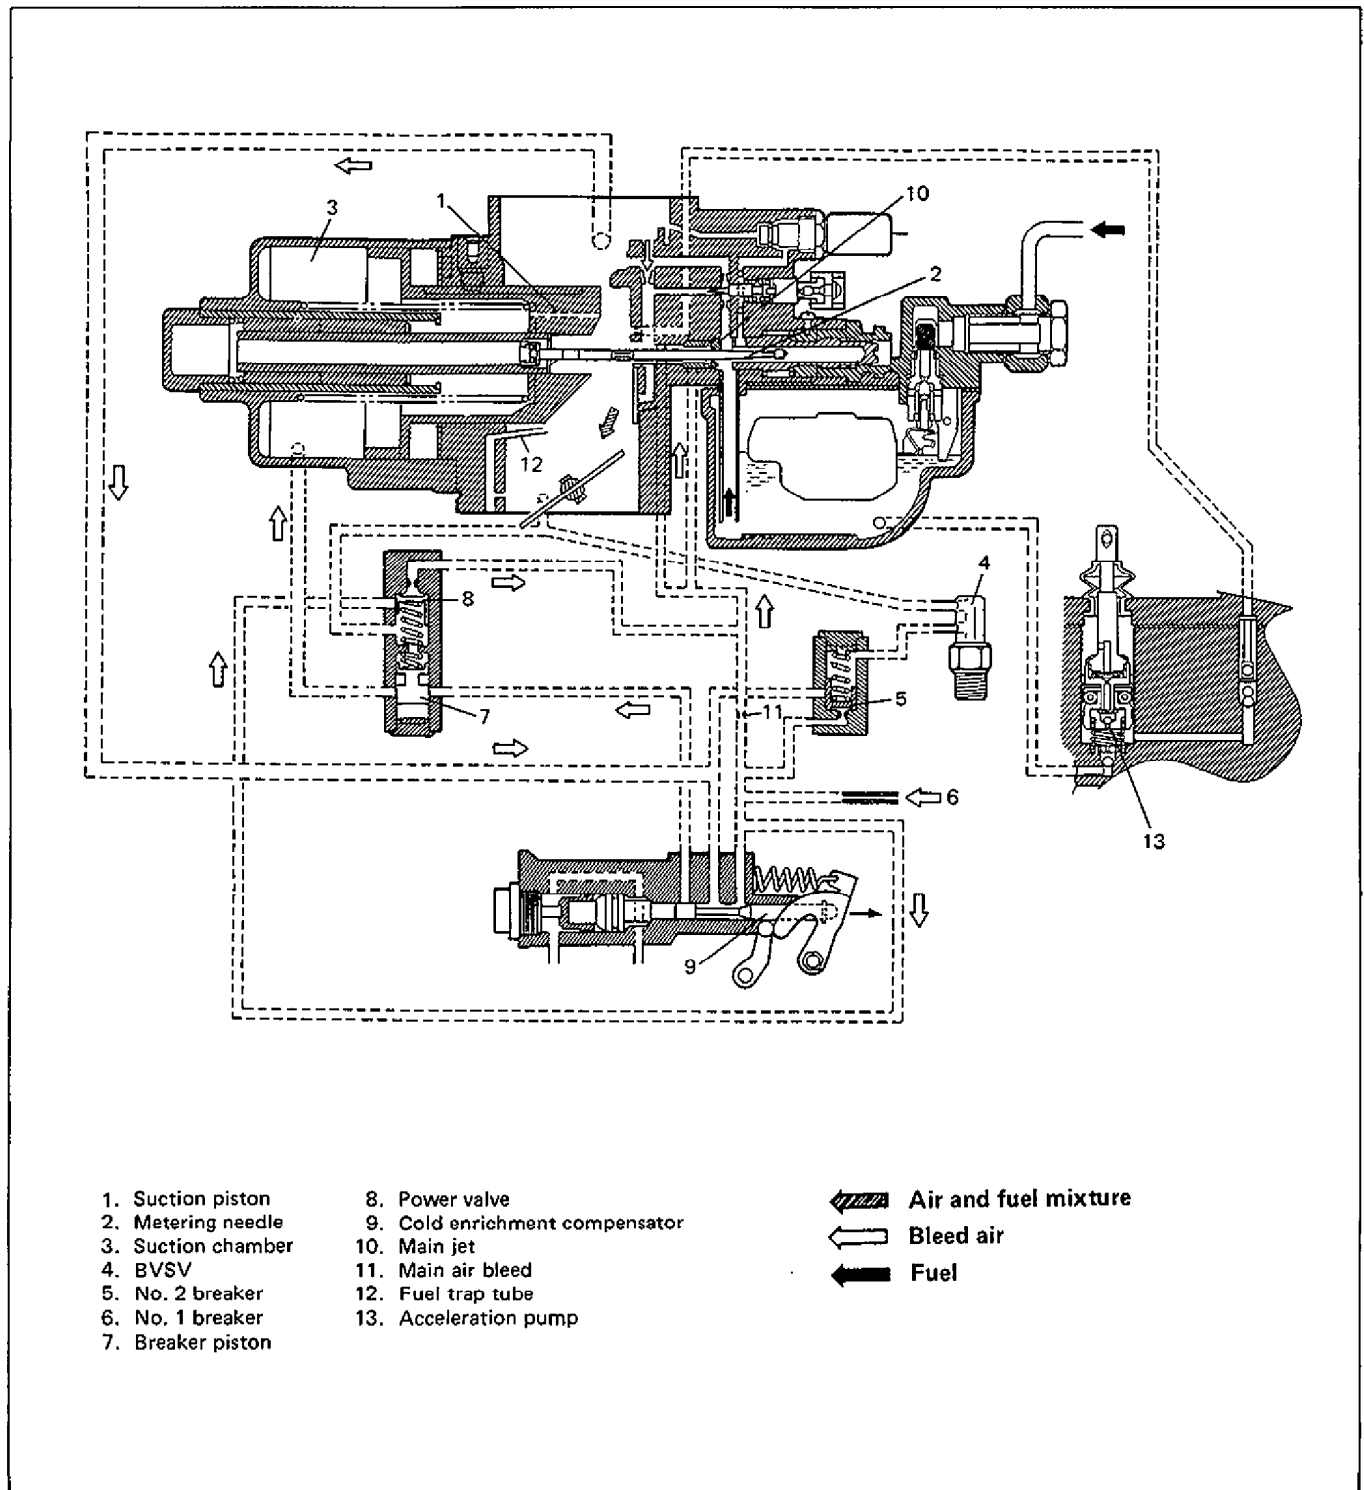 10
1
3
2
12
4
8
5
7
11
6
13
9
1. Suction piston
2. Metering needle
3. Suction chamber
4. BVSV
5. No. 2 breaker
6. No. 1 breaker
7. Breaker piston
8. Power valve
9. Cold enrichment compensator
10. Main jet
11. Main air bleed
12. Fuel trap tube
13. Acceleration pump
Air and fuel mixture
Bleed air
Fuel